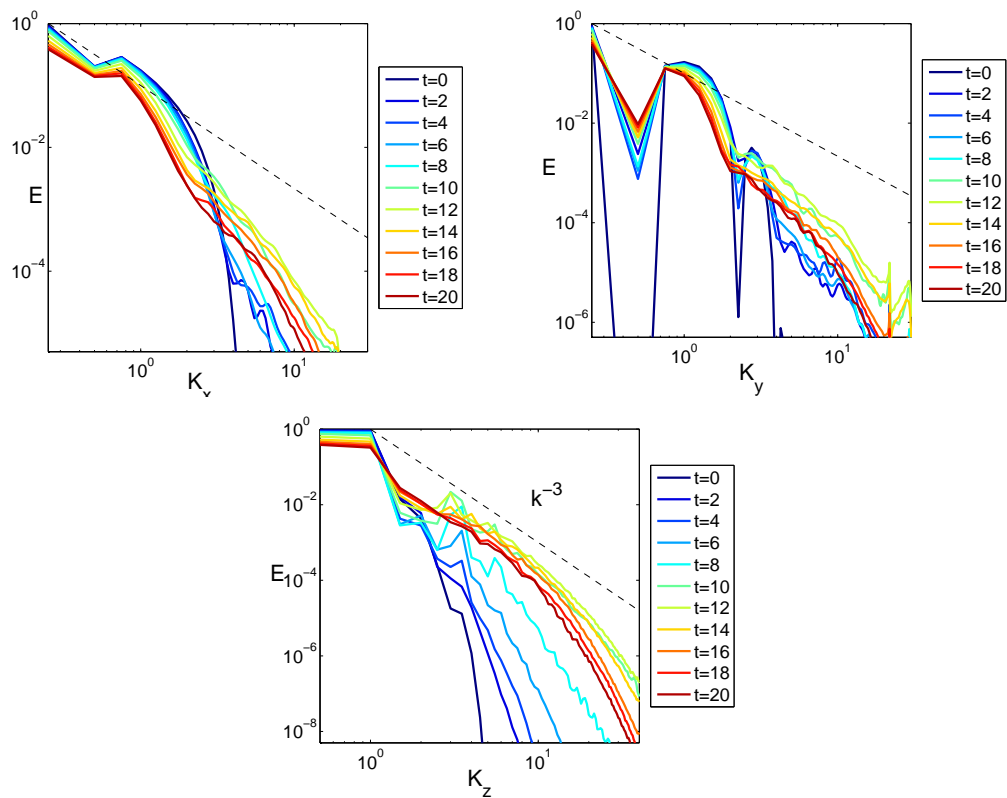 10^0
10^-2
10^-4
E
10^0
10^1
K_x
t=0
t=2
t=4
t=6
t=8
t=10
t=12
t=14
t=16
t=18
t=20
10^0
10^-2
10^-4
10^-6
E
10^0
10^1
K_y
t=0
t=2
t=4
t=6
t=8
t=10
t=12
t=14
t=16
t=18
t=20
10^0
10^-2
10^-4
10^-6
10^-8
E
k^-3
10^0
10^1
K_z
t=0
t=2
t=4
t=6
t=8
t=10
t=12
t=14
t=16
t=18
t=20